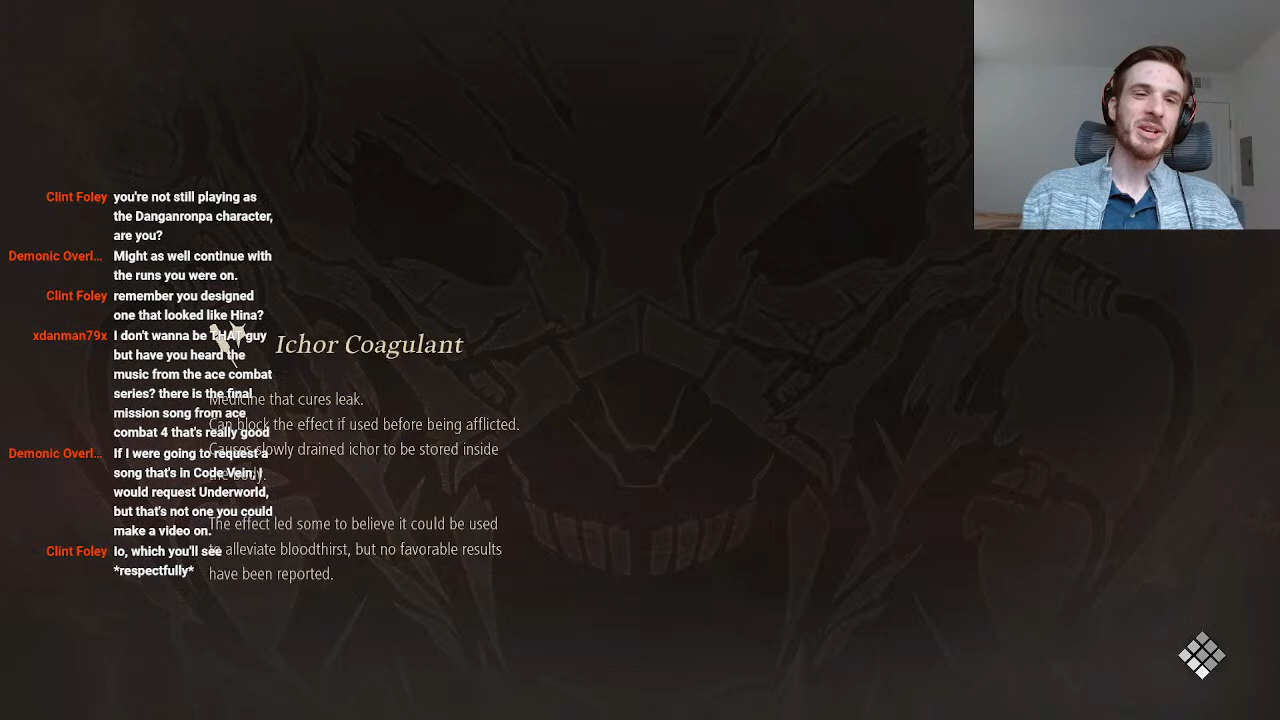 Clint Foley you're not still playing as
the Danganronpa character,
are you?
Demonic Overl... Might as well continue with
the runs you were on.
Clint Foley remember you designed
one that looked like Hina?
xdanman79x I don't wanna be THAT guy
but have you heard the
music from the ace combat
series? there is the final
mission song from ace
combat 4 that's really good
Demonic Overl... If I were going to request a
song that's in Code Vein, I
would request Underworld,
but that's not one you could
make a video on.
Clint Foley Io, which you'll see
*respectfully*
Ichor Coagulant
Medicine that cures leak.
Can block the effect if used before being afflicted.
Causes slowly drained ichor to be stored inside
the body.
The effect led some to believe it could be used
to alleviate bloodthirst, but no favorable results
have been reported.